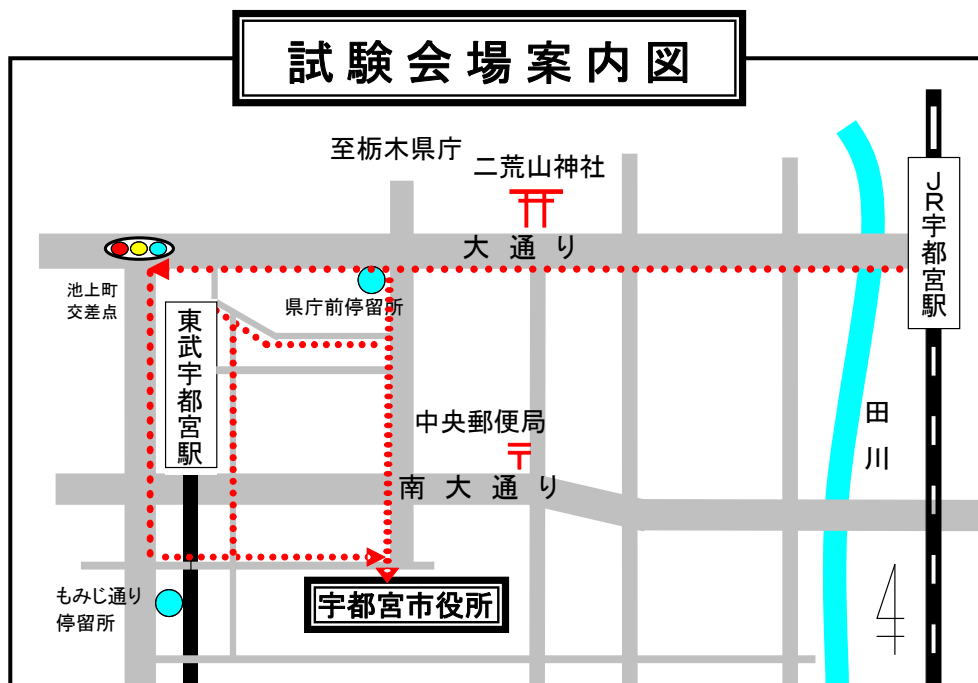 試験会場案内図
至栃木県庁
二荒山神社
JR宇都宮駅
大通り
池上町
交差点
県庁前停留所
東武宇都宮駅
中央郵便局
田川
南大通り
もみじ通り
停留所
宇都宮市役所